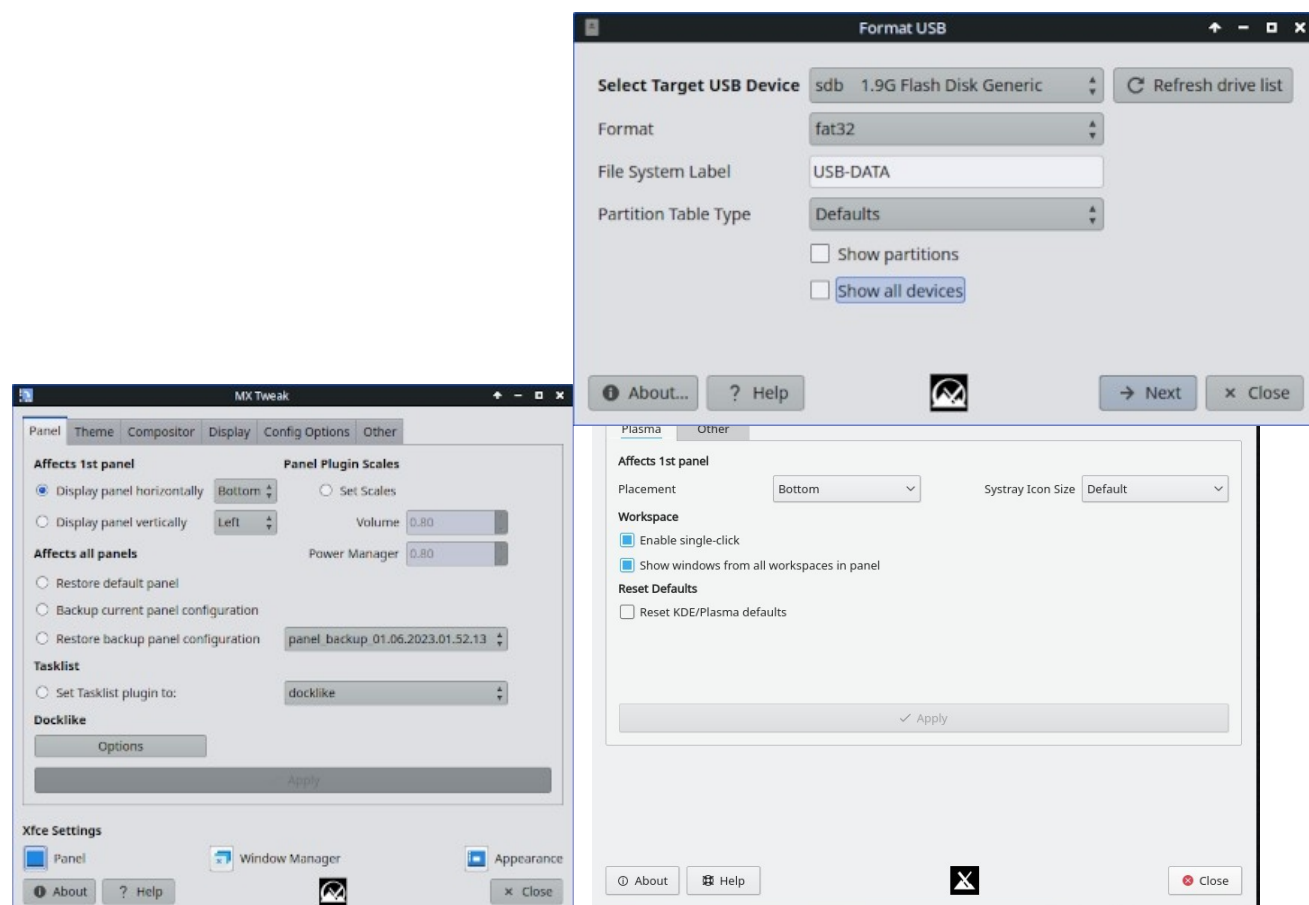 Format USB
Select Target USB Device sdb 1.9G Flash Disk Generic Refresh drive list
Format fat32
File System Label USB-DATA
Partition Table Type Defaults
Show partitions
Show all devices
About... ? Help Next Close
MX Tweak
Panel Theme Compositor Display Config Options Other
Affects 1st panel Panel Plugin Scales
Display panel horizontally Bottom Set Scales
Display panel vertically Left Volume 0.80
Affects all panels Power Manager 0.80
Restore default panel
Backup current panel configuration
Restore backup panel configuration panel_backup_01.06.2023.01.52.13
Tasklist
Set Tasklist plugin to: docklike
Docklike
Options
Apply
Xfce Settings
Panel Window Manager Appearance
About ? Help Close
Plasma Other
Affects 1st panel
Placement Bottom Systray Icon Size Default
Workspace
Enable single-click
Show windows from all workspaces in panel
Reset Defaults
Reset KDE/Plasma defaults
Apply
About Help Close